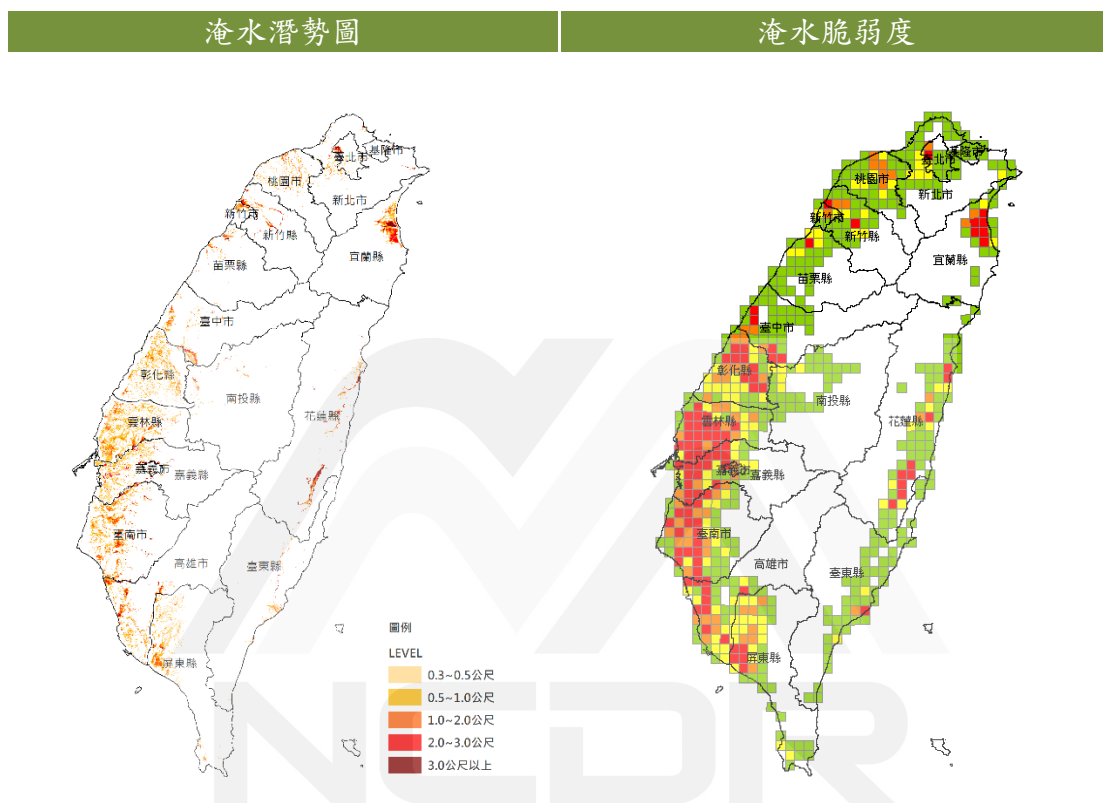 淹水潛勢圖
淹水脆弱度
基隆市
臺北市
桃園市
新北市
新竹市
新竹縣
宜蘭縣
苗栗縣
臺中市
彰化縣
南投縣
花蓮縣
雲林縣
嘉義市
嘉義縣
臺南市
高雄市
臺東縣
屏東縣
圖例
LEVEL
0.3~0.5公尺
0.5~1.0公尺
1.0~2.0公尺
2.0~3.0公尺
3.0公尺以上
基隆市
臺北市
桃園市
新北市
新竹市
新竹縣
宜蘭縣
苗栗縣
臺中市
彰化縣
南投縣
花蓮縣
雲林縣
嘉義市
嘉義縣
臺南市
高雄市
臺東縣
屏東縣
NCDR